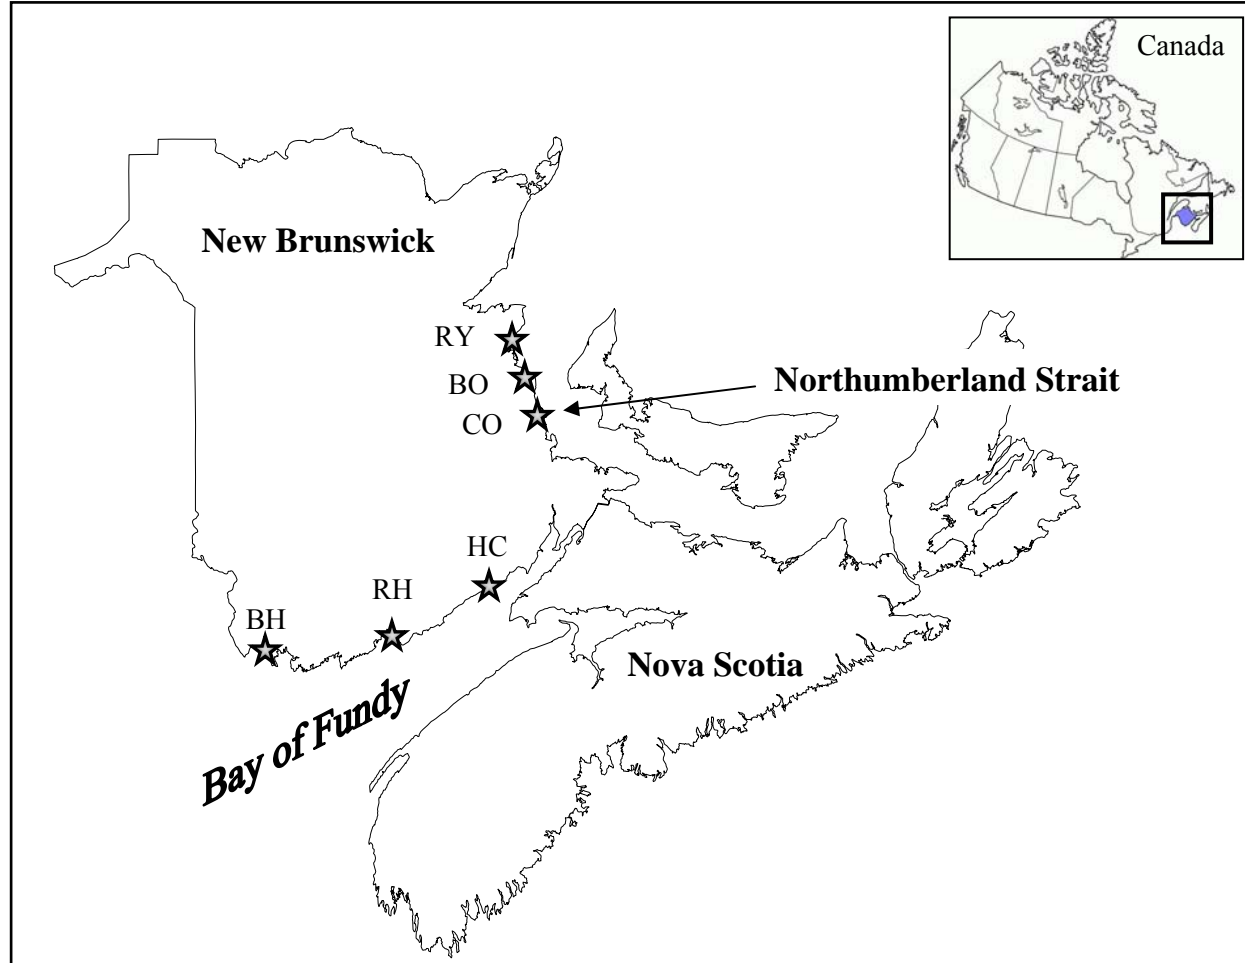 Canada
New Brunswick
RY
BO
Northumberland Strait
CO
HC
RH
BH
Nova Scotia
Bay of Fundy